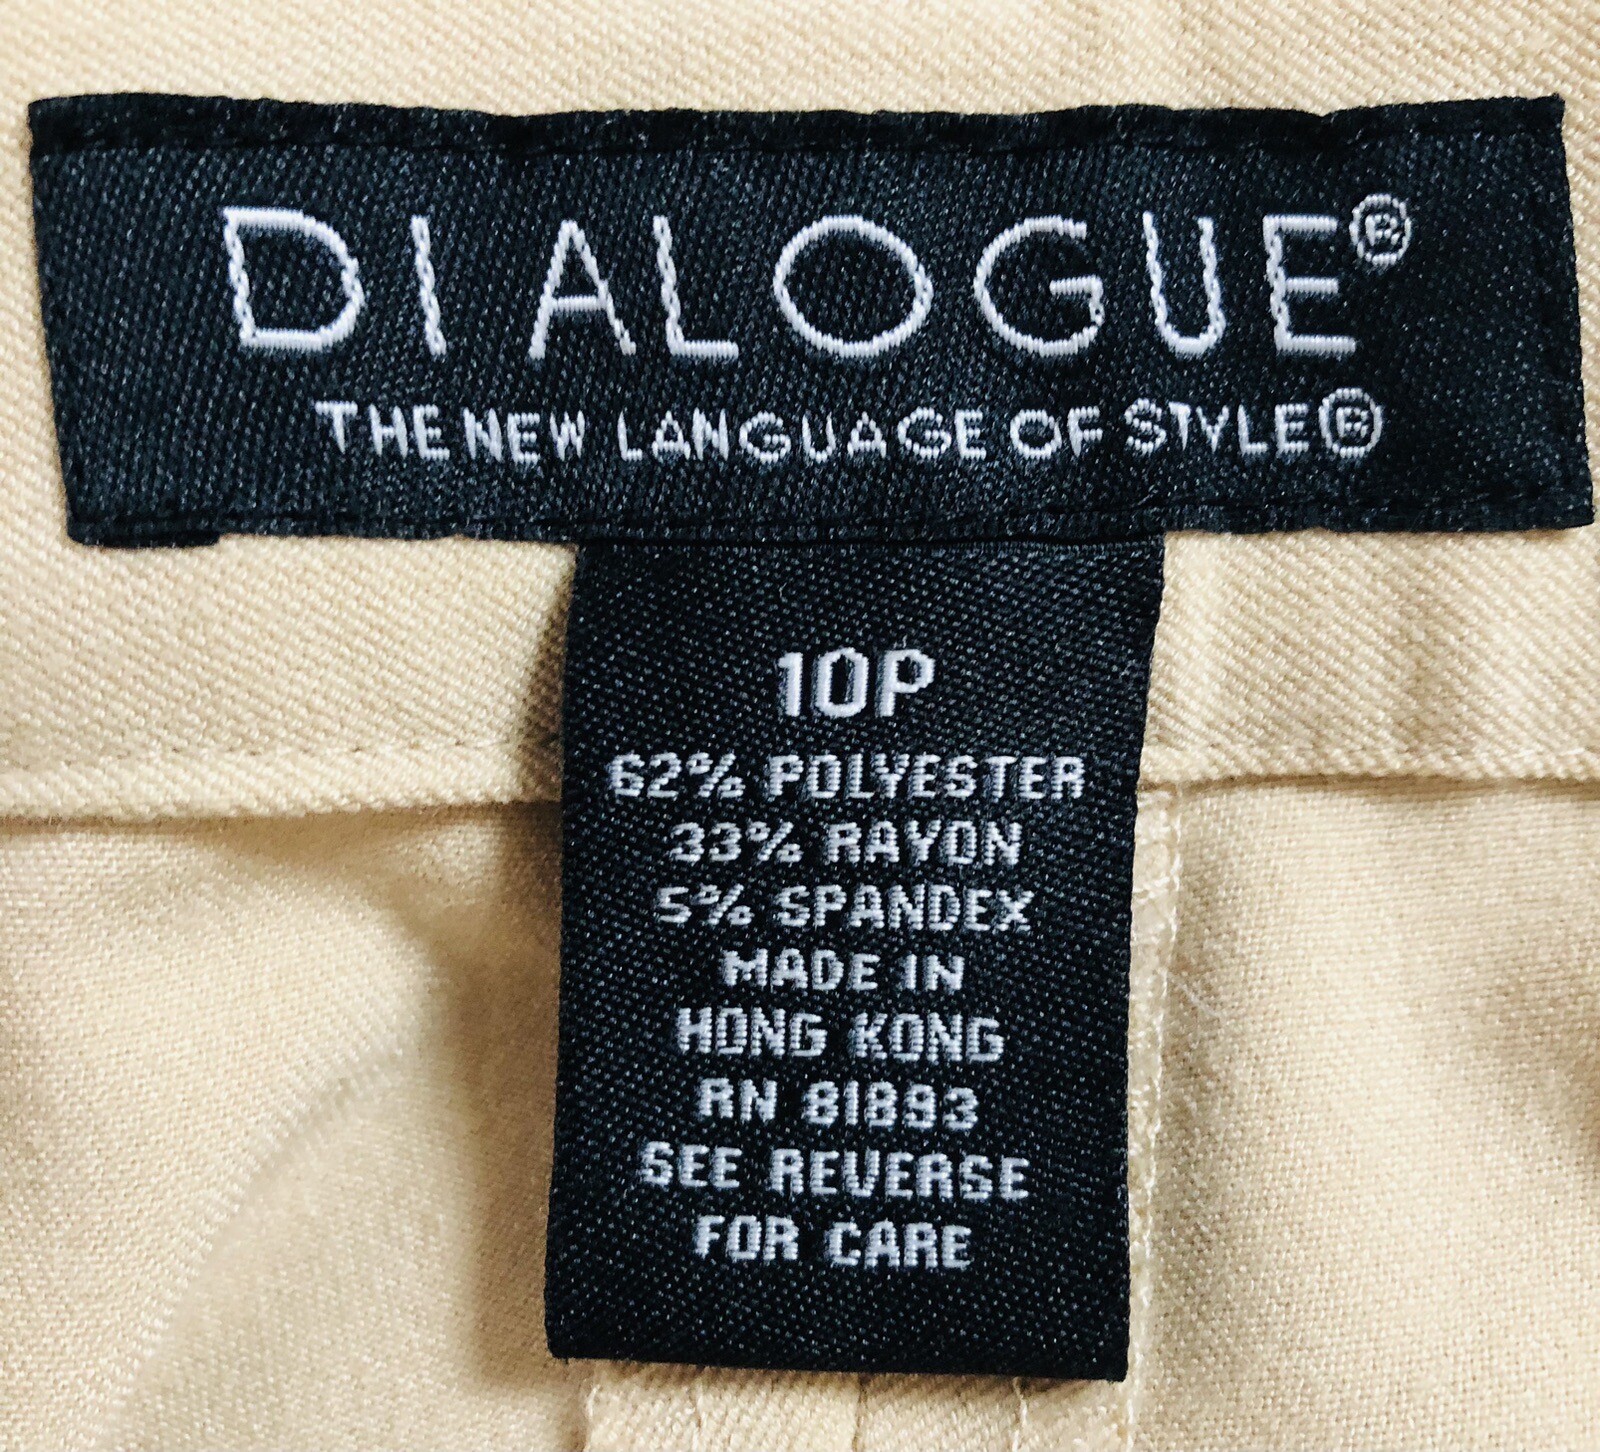 DIALOGUE®
THE NEW LANGUAGE OF STYLE®
10P
62% POLYESTER
33% RAYON
5% SPANDEX
MADE IN
HONG KONG
RN 81893
SEE REVERSE
FOR CARE